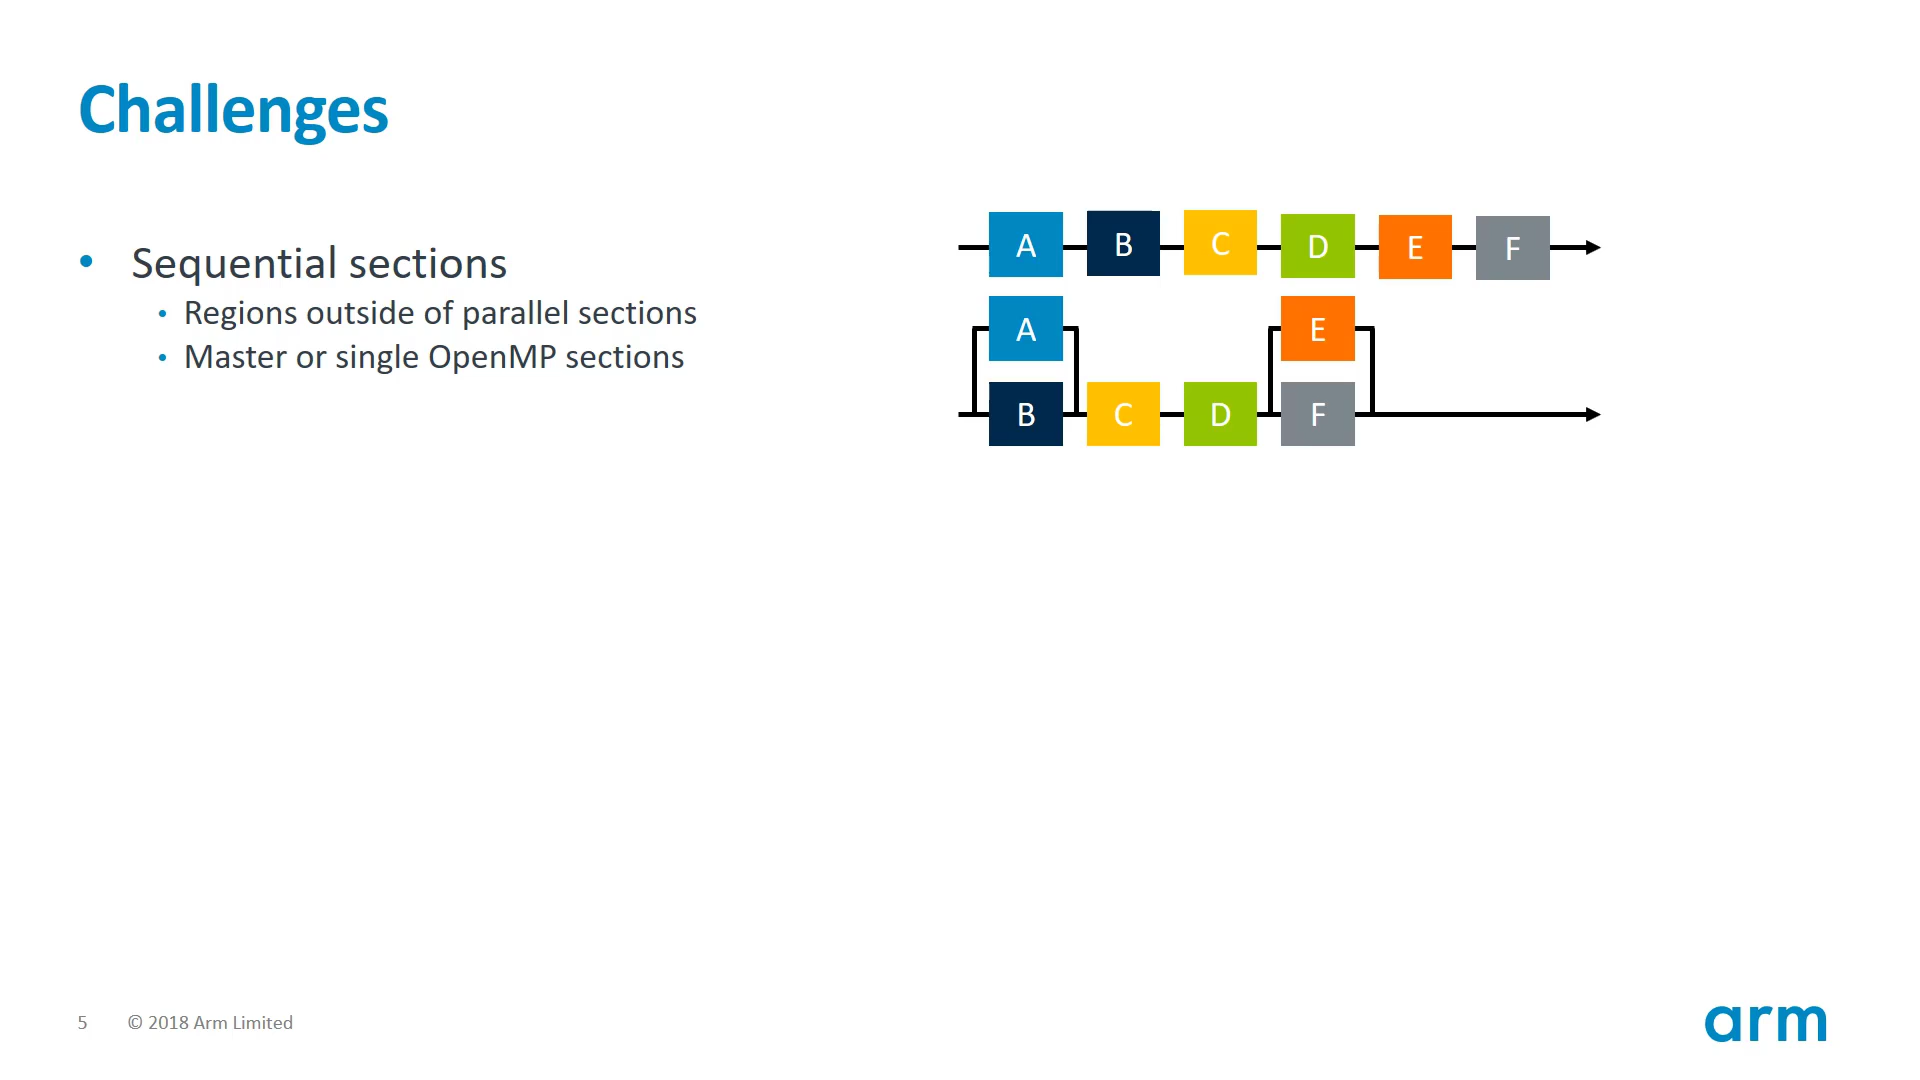 Challenges
• Sequential sections
• Regions outside of parallel sections
• Master or single OpenMP sections
A B C D E F
A E
B C D F
5 © 2018 Arm Limited
arm